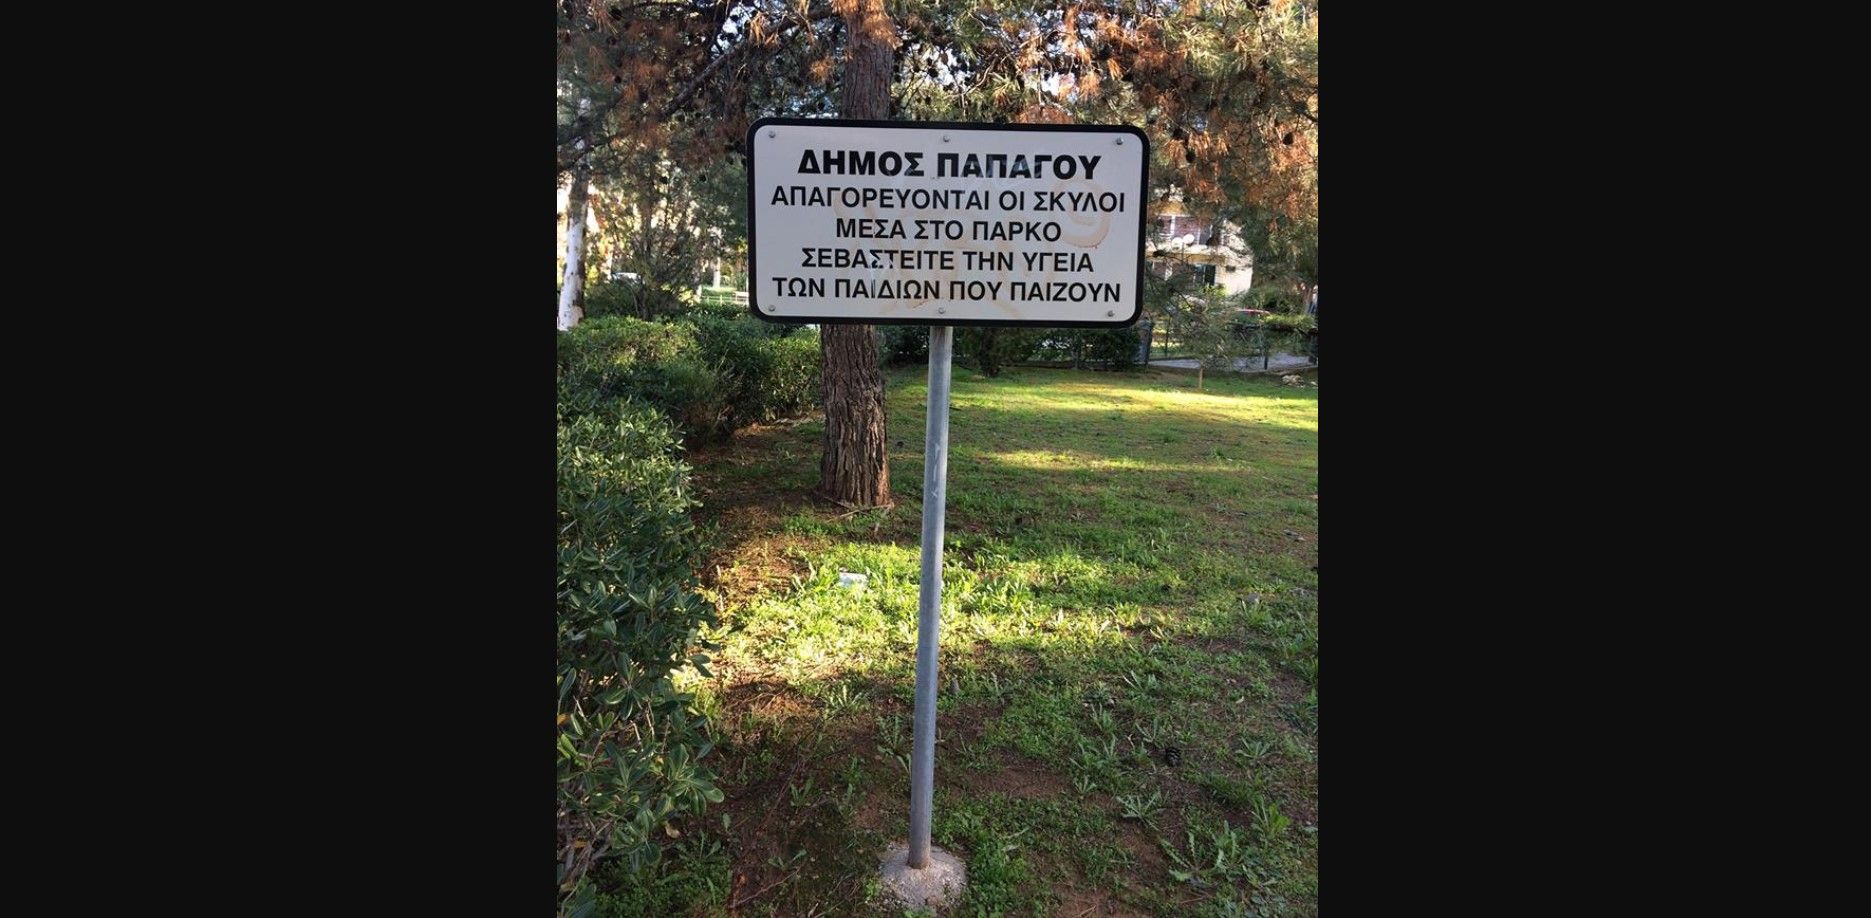 ΔΗΜΟΣ ΠΑΠΑΓΟΥ
ΑΠΑΓΟΡΕΥΟΝΤΑΙ ΟΙ ΣΚΥΛΟΙ
ΜΕΣΑ ΣΤΟ ΠΑΡΚΟ
ΣΕΒΑΣΤΕΙΤΕ ΤΗΝ ΥΓΕΙΑ
ΤΩΝ ΠΑΙΔΙΩΝ ΠΟΥ ΠΑΙΖΟΥΝ